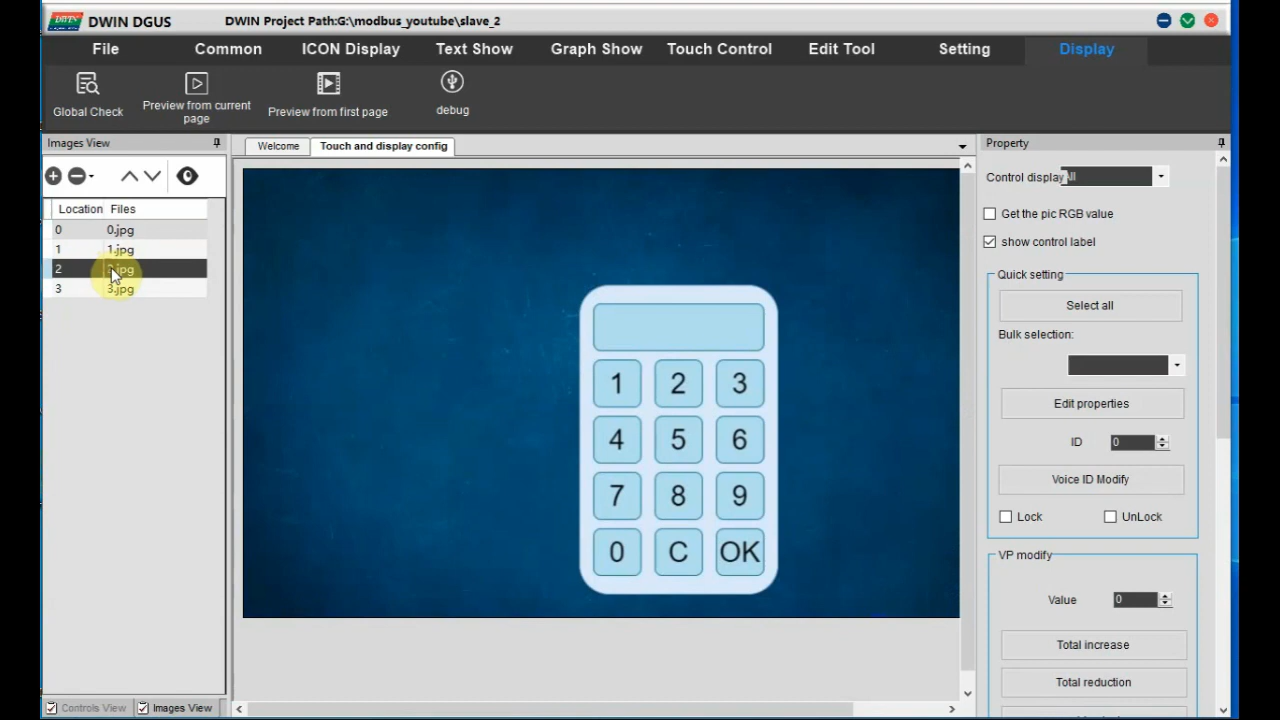 DWIN DWIN DGUS DWIN Project Path:G:\modbus_youtube\slave_2
File Common ICON Display Text Show Graph Show Touch Control Edit Tool Setting Display
Global Check Preview from current page Preview from first page debug
Images View
Welcome Touch and display config
Property
Location Files
0 0.jpg
1 1.jpg
2 .jpg
3 3.jpg
1 2 3
4 5 6
7 8 9
0 C OK
Control display All
Get the pic RGB value
show control label
Quick setting
Select all
Bulk selection:
Edit properties
ID 0
Voice ID Modify
Lock UnLock
VP modify
Value 0
Total increase
Total reduction
Controls View Images View